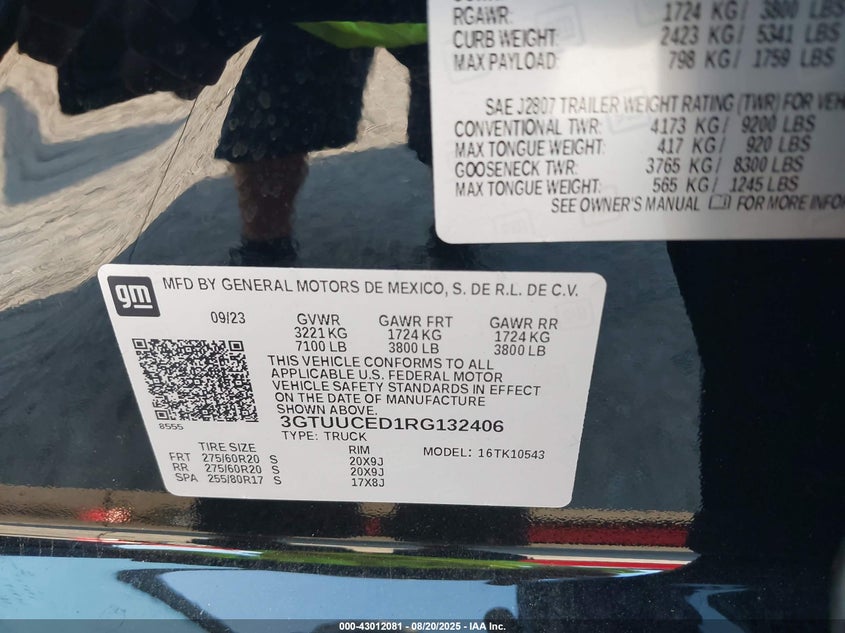 RGAWR: 1724 KG / 3800 LBS
CURB WEIGHT: 2423 KG / 5341 LBS
MAX PAYLOAD: 798 KG / 1759 LBS
SAE J2807 TRAILER WEIGHT RATING (TWR) FOR
CONVENTIONAL TWR: 4173 KG / 9200 LBS
MAX TONGUE WEIGHT: 417 KG / 920 LBS
GOOSENECK TWR: 3765 KG / 8300 LBS
MAX TONGUE WEIGHT: 565 KG / 1245 LBS
SEE OWNER'S MANUAL FOR MORE
gm
MFD BY GENERAL MOTORS DE MEXICO, S. DE R.L. DE C.V.
09/23 GVWR GAWR FRT GAWR RR
3221 KG 1724 KG 1724 KG
7100 LB 3800 LB 3800 LB
THIS VEHICLE CONFORMS TO ALL
APPLICABLE U.S. FEDERAL MOTOR
VEHICLE SAFETY STANDARDS IN EFFECT
ON THE DATE OF MANUFACTURE
SHOWN ABOVE.
8555
3GTUUCED1RG132406
TYPE: TRUCK
MODEL: 16TK10543
TIRE SIZE RIM
FRT 275/60R20 S 20X9J
RR 275/60R20 S 20X9J
SPA 255/80R17 S 17X8J
000-43012081 - 08/20/2025 - IAA Inc.